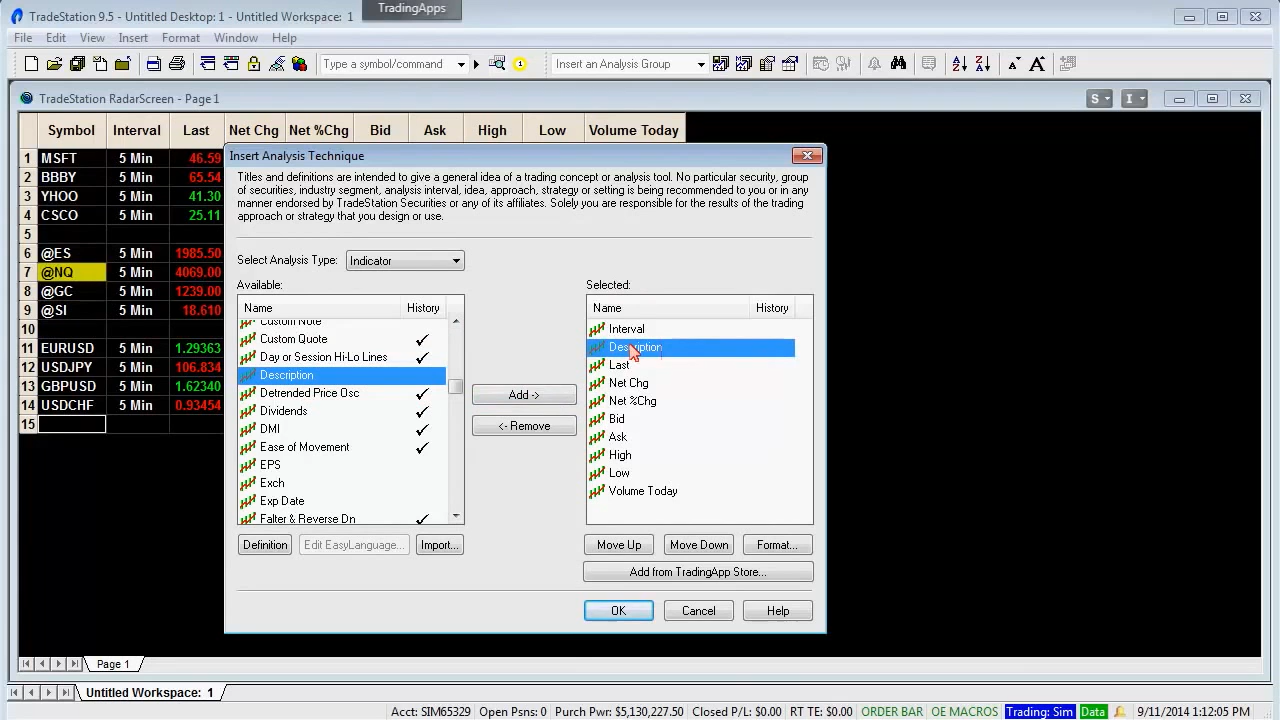 TradeStation 9.5 - Untitled Desktop: 1 - Untitled Workspace: 1
TradingApps
File Edit View Insert Format Window Help
Type a symbol/command
Insert an Analysis Group
TradeStation RadarScreen - Page 1
S I
Symbol Interval Last Net Chg Net %Chg Bid Ask High Low Volume Today
1 MSFT 5 Min 46.59
2 BBBY 5 Min 65.54
3 YHOO 5 Min 41.30
4 CSCO 5 Min 25.11
5
6 @ES 5 Min 1985.50
7 @NQ 5 Min 4069.00
8 @GC 5 Min 1239.00
9 @SI 5 Min 18.610
10
11 EURUSD 5 Min 1.29363
12 USDJPY 5 Min 106.834
13 GBPUSD 5 Min 1.62340
14 USDCHF 5 Min 0.93454
15
Insert Analysis Technique
Titles and definitions are intended to give a general idea of a trading concept or analysis tool. No particular security, group
of securities, industry segment, analysis interval, idea, approach, strategy or settings is being recommended to you or in any
manner endorsed by TradeStation Securities or any of its affiliates. Solely you are responsible for the results of the trading
approach or strategy that you design or use.
Select Analysis Type: Indicator
Available:
Name History
Custom Note
Custom Quote
Day or Session Hi-Lo Lines
Description
Detrended Price Osc
Dividends
DMI
Ease of Movement
EPS
Exch
Exp Date
Falter & Reverse Dn
Add ->
<- Remove
Selected:
Name History
Interval
Description
Last
Net Chg
Net %Chg
Bid
Ask
High
Low
Volume Today
Definition Edit EasyLanguage... Import...
Move Up Move Down Format...
Add from TradingApp Store...
OK Cancel Help
Page 1
Untitled Workspace: 1
Acct: SIM65329 Open Psns: 0 Purch Pwr: $5,130,227.50 Closed P/L: $0.00 RT TE: $0.00 ORDER BAR OE MACROS Trading: Sim Data 9/11/2014 1:12:05 PM